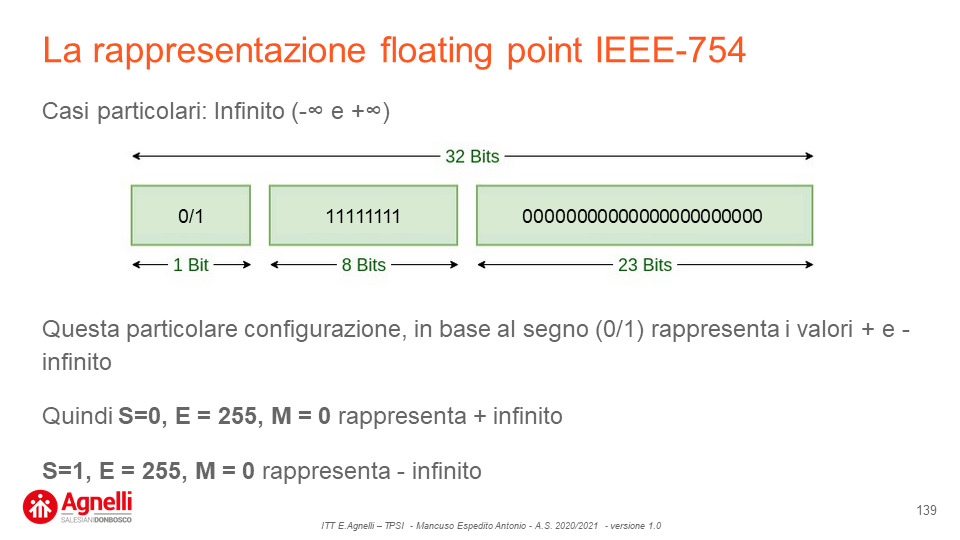 La rappresentazione floating point IEEE-754
Casi particolari: Infinito (-∞ e +∞)
32 Bits
0/1 11111111 00000000000000000000000
1 Bit 8 Bits 23 Bits
Questa particolare configurazione, in base al segno (0/1) rappresenta i valori + e -
infinito
Quindi S=0, E = 255, M = 0 rappresenta + infinito
S=1, E = 255, M = 0 rappresenta - infinito
Agnelli
SALESIANI DONBOSCO
139
ITT E.Agnelli – TPSI - Mancuso Espedito Antonio - A.S. 2020/2021 - versione 1.0